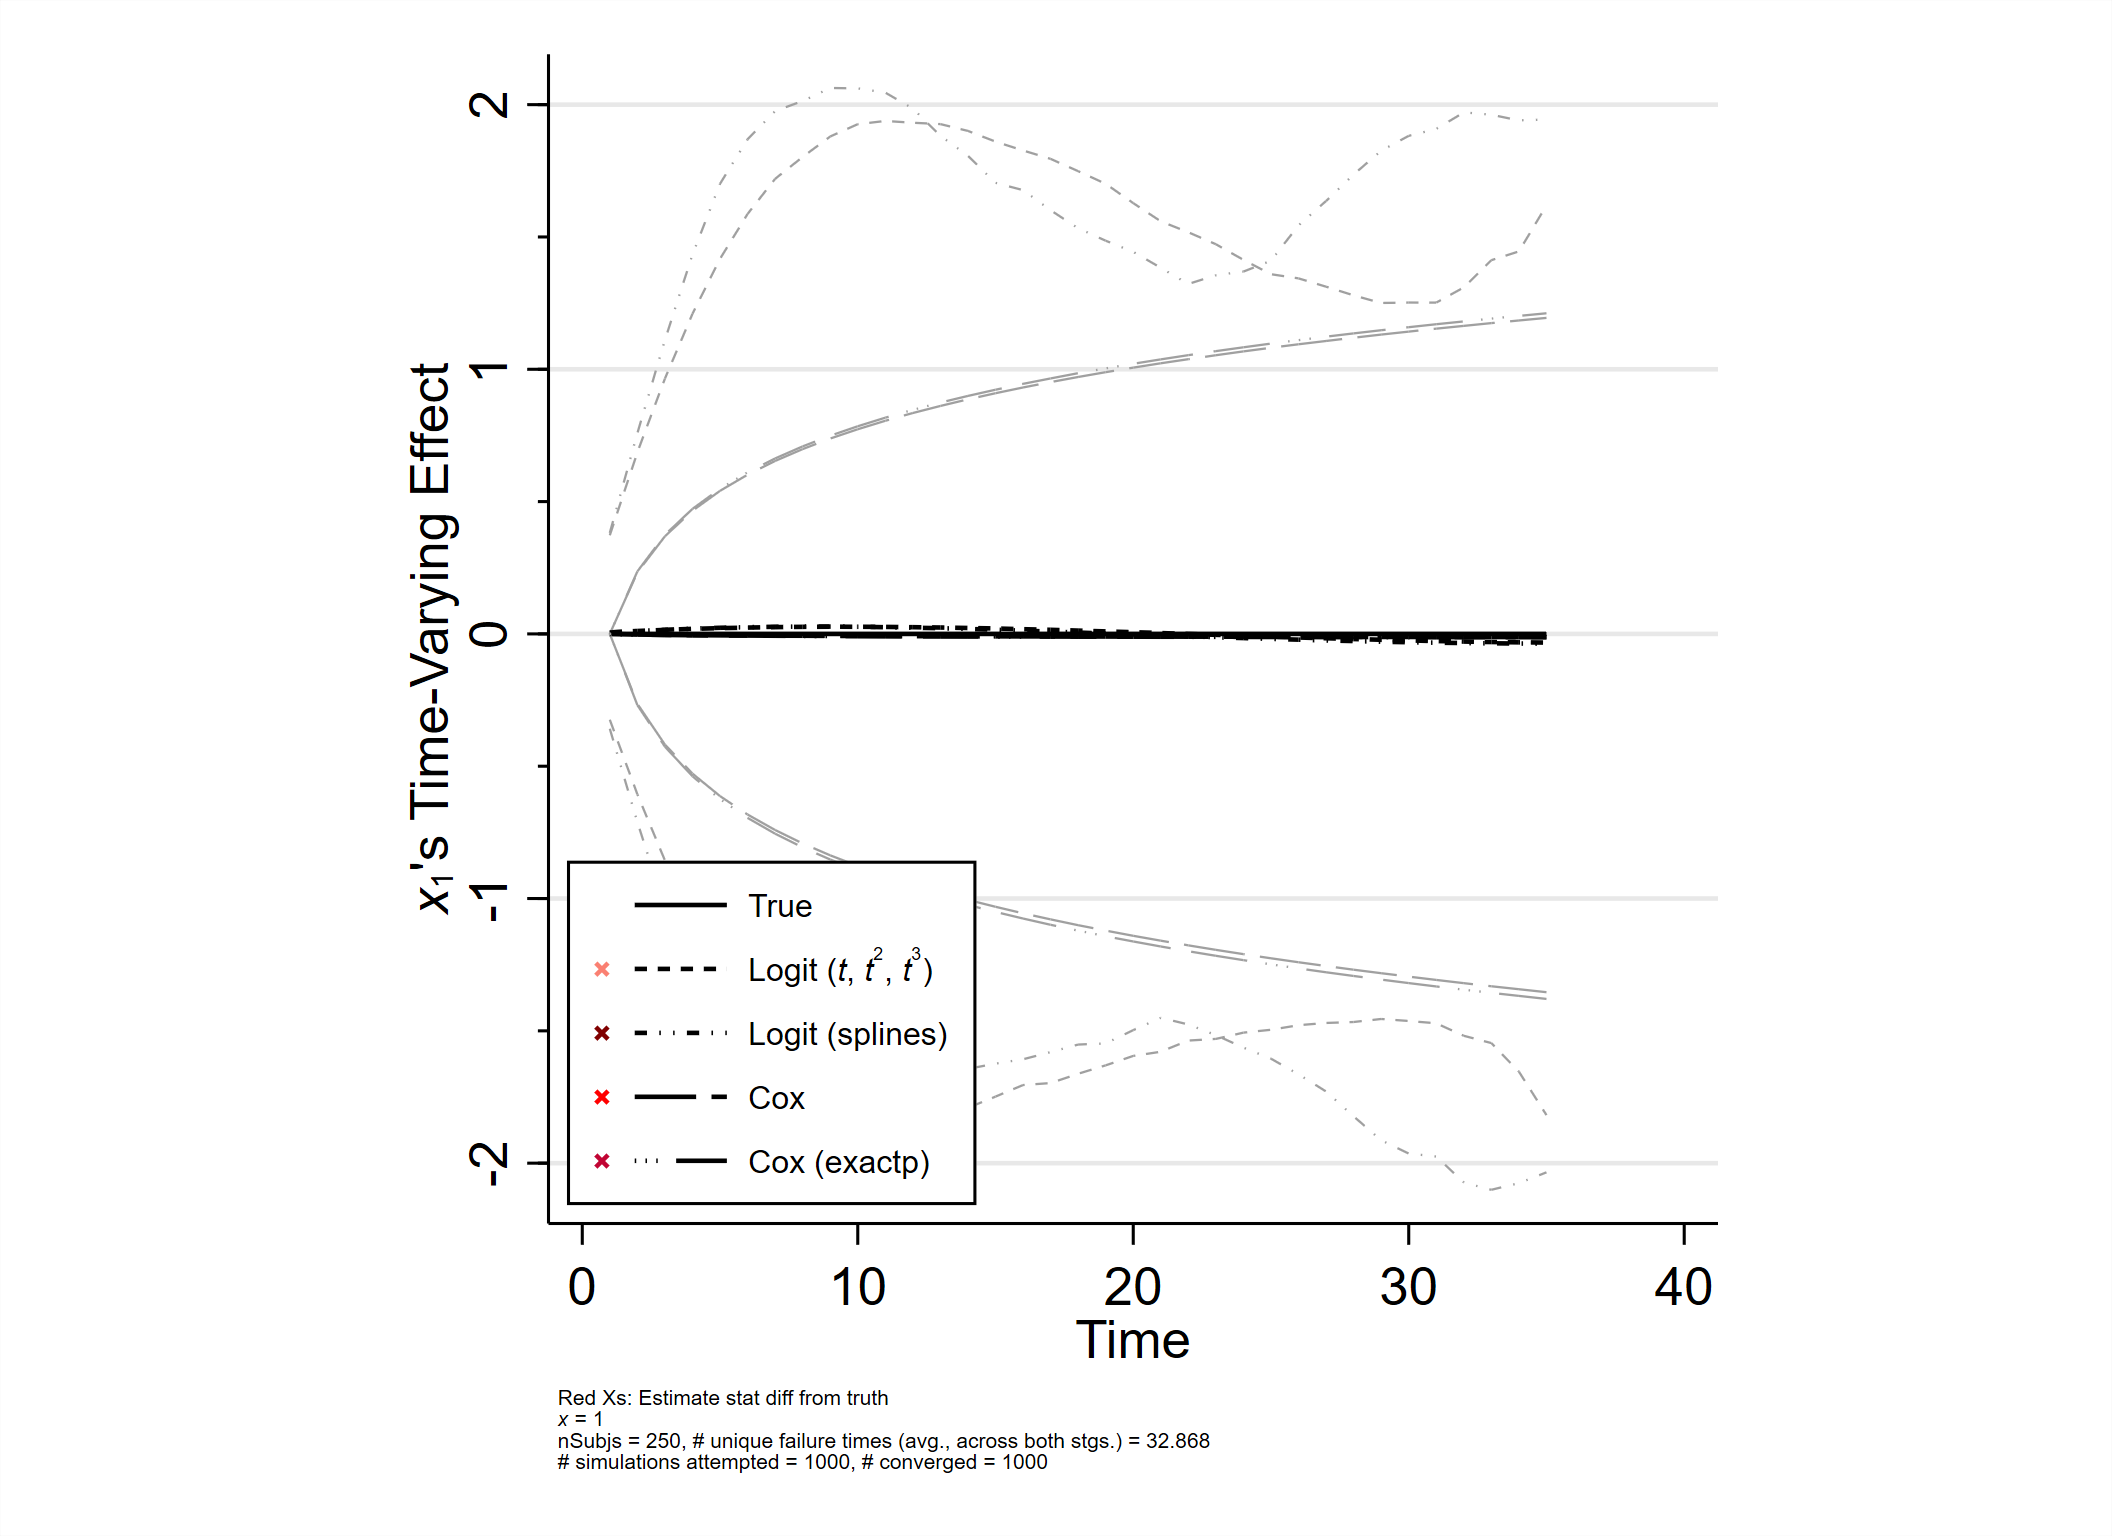 x₁'s Time-Varying Effect
2
1
0
-1
-2
True
Logit (t, t², t³)
Logit (splines)
Cox
Cox (exactp)
0 10 20 30 40
Time
Red Xs: Estimate stat diff from truth
x = 1
nSubjs = 250, # unique failure times (avg., across both stgs.) = 32.868
# simulations attempted = 1000, # converged = 1000